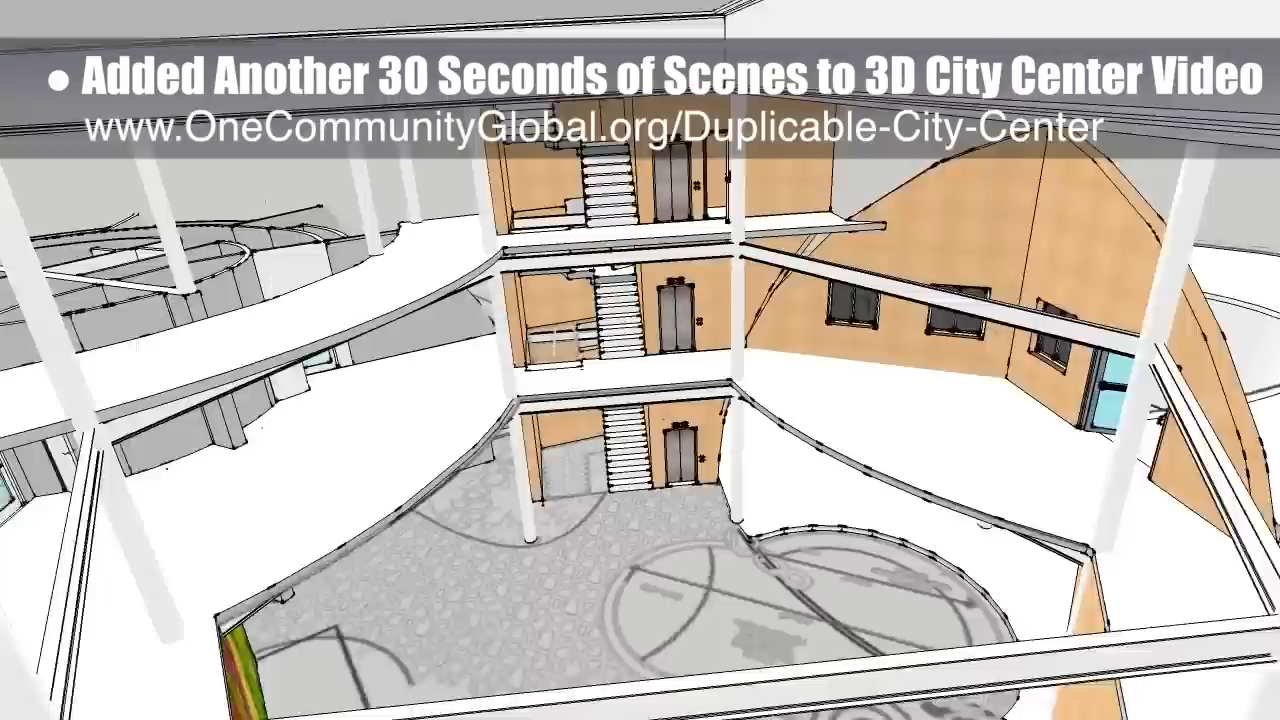 • Added Another 30 Seconds of Scenes to 3D City Center Video
www.OneCommunityGlobal.org/Duplicable-City-Center